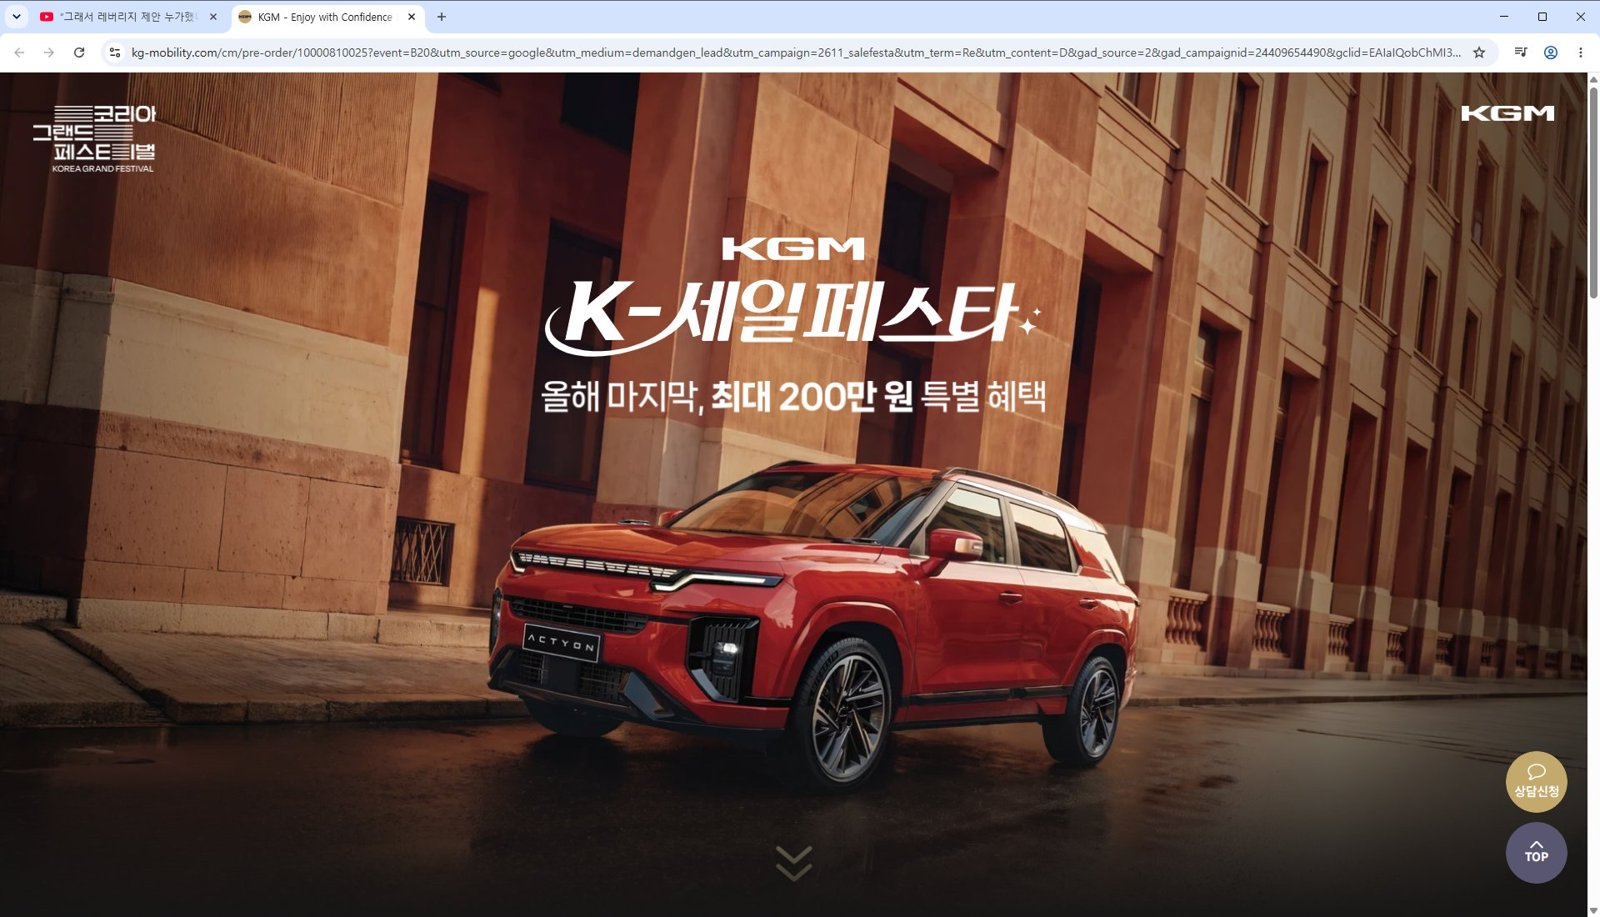 "그래서 레버리지 제안 누가했
KGM - Enjoy with Confidence
kg-mobility.com/cm/pre-order/10000810025?event=B20&utm_source=google&utm_medium=demandgen_lead&utm_campaign=2611_salefesta&utm_term=Re&utm_content=D&gad_source=2&gad_campaignid=24409654490&gclid=EAIaIQobChMI3...
코리아
그랜드
페스티벌
KOREA GRAND FESTIVAL
KGM
KGM
K-세일페스타
올해 마지막, 최대 200만 원 특별 혜택
ACTYON
상담신청
TOP